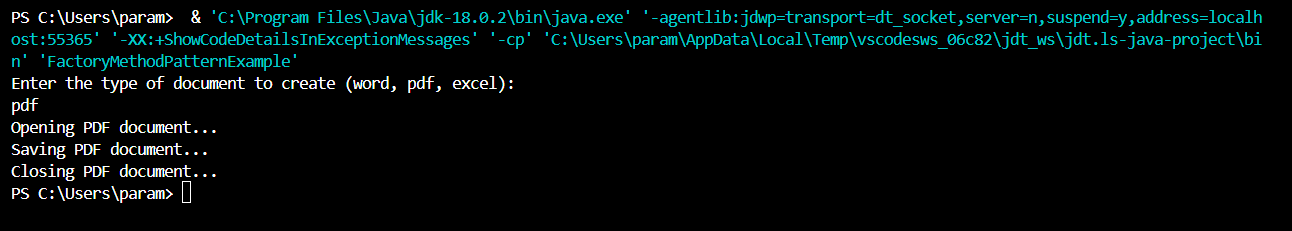 PS C:\Users\param>  & 'C:\Program Files\Java\jdk-18.0.2\bin\java.exe' '-agentlib:jdwp=transport=dt_socket,server=n,suspend=y,address=localh
ost:55365' '-XX:+ShowCodeDetailsInExceptionMessages' '-cp' 'C:\Users\param\AppData\Local\Temp\vscodesws_06c82\jdt_ws\jdt.ls-java-project\bi
n' 'FactoryMethodPatternExample'
Enter the type of document to create (word, pdf, excel):
pdf
Opening PDF document...
Saving PDF document...
Closing PDF document...
PS C:\Users\param>